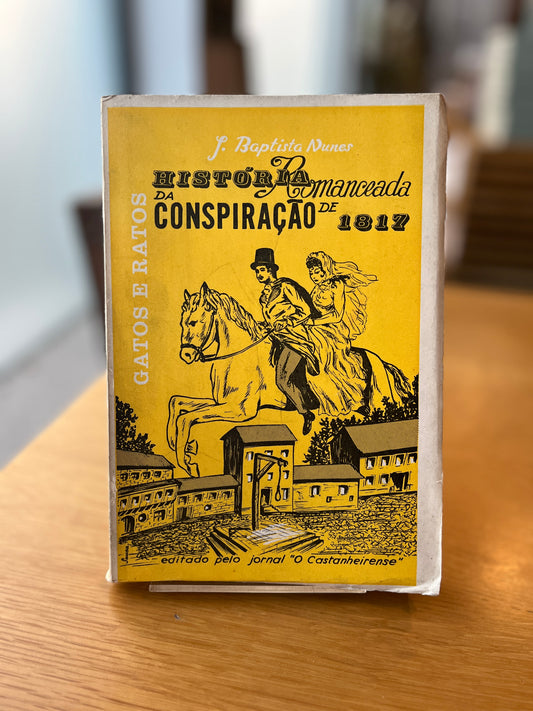 J. Baptista Nunes
HISTÓRIA Romanceada
DA CONSPIRAÇÃO DE 1817
GATOS E RATOS
editado pelo jornal "O Castanheirense"